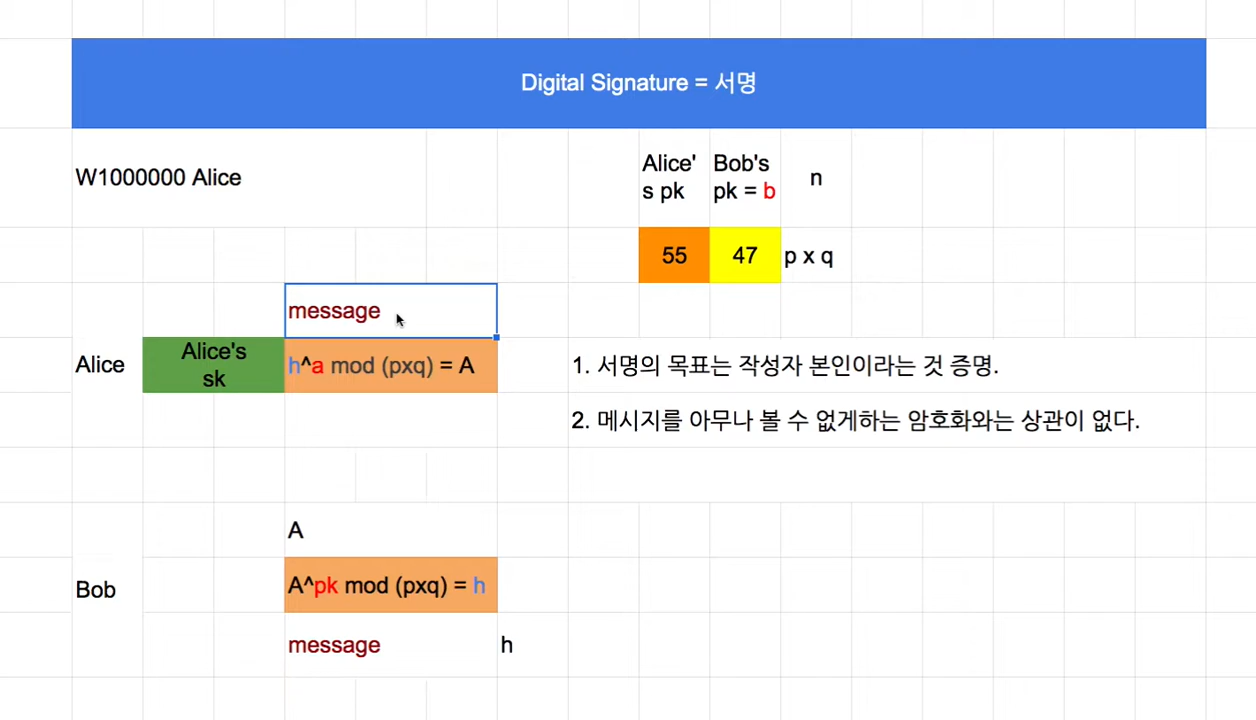 Digital Signature = 서명
W1000000 Alice
Alice'
s pk
Bob's
pk = b
n
55
47
p x q
message
Alice
Alice's
sk
h^a mod (pxq) = A
1. 서명의 목표는 작성자 본인이라는 것 증명.
2. 메시지를 아무나 볼 수 없게하는 암호화와는 상관이 없다.
A
Bob
A^pk mod (pxq) = h
message
h